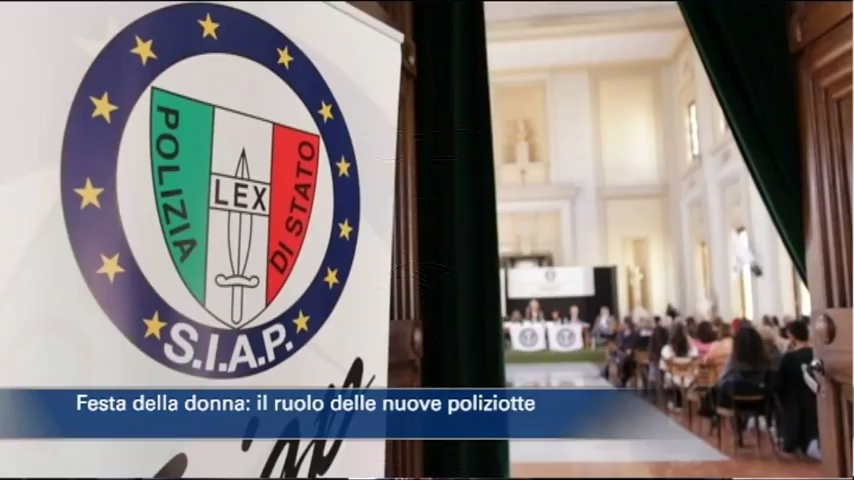 POLIZIA
LEX
DI STATO
S.I.A.P.
Festa della donna: il ruolo delle nuove poliziotte